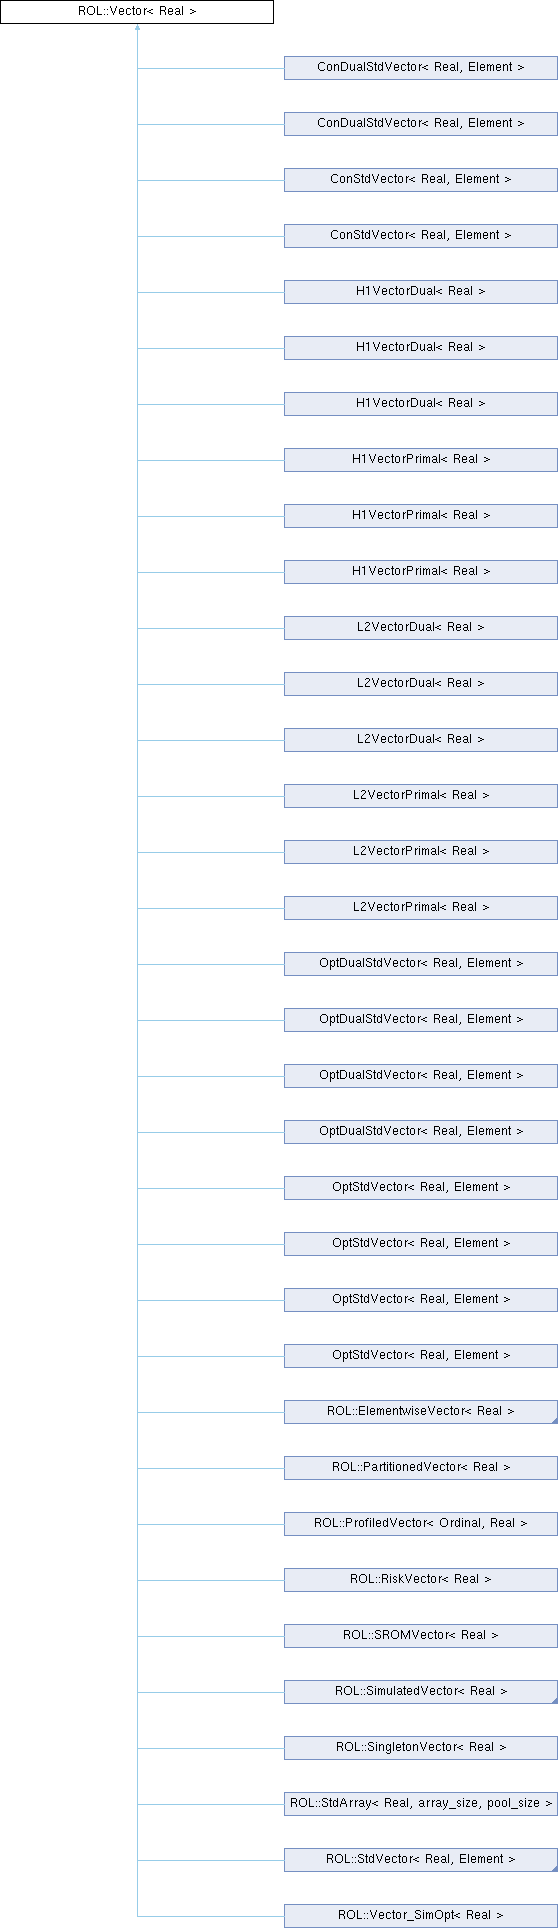 ROL::Vector< Real >
ConDualStdVector< Real, Element >
ConDualStdVector< Real, Element >
ConStdVector< Real, Element >
ConStdVector< Real, Element >
H1VectorDual< Real >
H1VectorDual< Real >
H1VectorDual< Real >
H1VectorPrimal< Real >
H1VectorPrimal< Real >
H1VectorPrimal< Real >
L2VectorDual< Real >
L2VectorDual< Real >
L2VectorDual< Real >
L2VectorPrimal< Real >
L2VectorPrimal< Real >
L2VectorPrimal< Real >
OptDualStdVector< Real, Element >
OptDualStdVector< Real, Element >
OptDualStdVector< Real, Element >
OptDualStdVector< Real, Element >
OptStdVector< Real, Element >
OptStdVector< Real, Element >
OptStdVector< Real, Element >
OptStdVector< Real, Element >
ROL::ElementwiseVector< Real >
ROL::PartitionedVector< Real >
ROL::ProfiledVector< Ordinal, Real >
ROL::RiskVector< Real >
ROL::SROMVector< Real >
ROL::SimulatedVector< Real >
ROL::SingletonVector< Real >
ROL::StdArray< Real, array_size, pool_size >
ROL::StdVector< Real, Element >
ROL::Vector_SimOpt< Real >